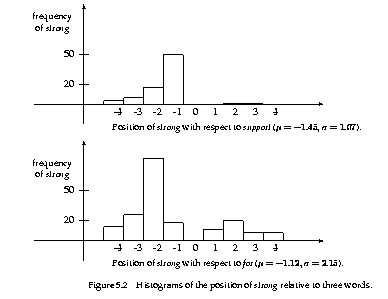 frequency
of strong
50
20
-4 -3 -2 -1 0 1 2 3 4
Position of strong with respect to support (μ = −1.45, σ = 1.07).
frequency
of strong
50
20
-4 -3 -2 -1 0 1 2 3 4
Position of strong with respect to for (μ = −1.12, σ = 2.15).
Figure 5.2 Histograms of the position of strong relative to three words.